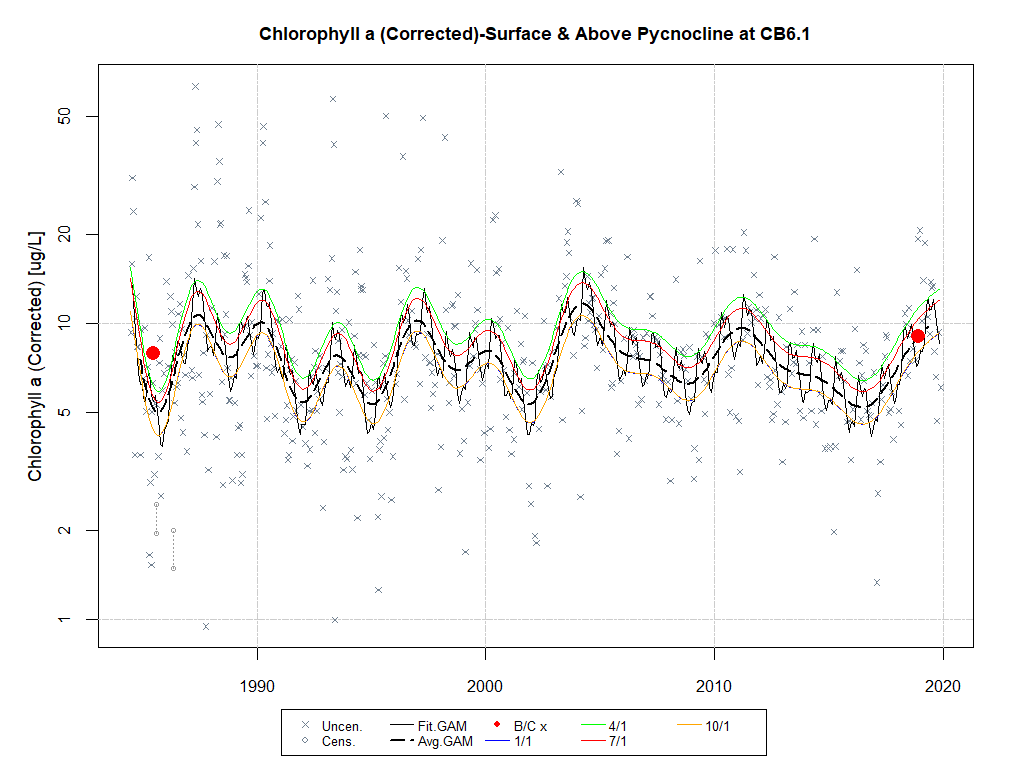 Chlorophyll a (Corrected)-Surface & Above Pycnocline at CB6.1
Chlorophyll a (Corrected) [ug/L]
50
20
10
5
2
1
1990 2000 2010 2020
Uncen. Fit.GAM B/C x 4/1 10/1
Cens. Avg.GAM 1/1 7/1